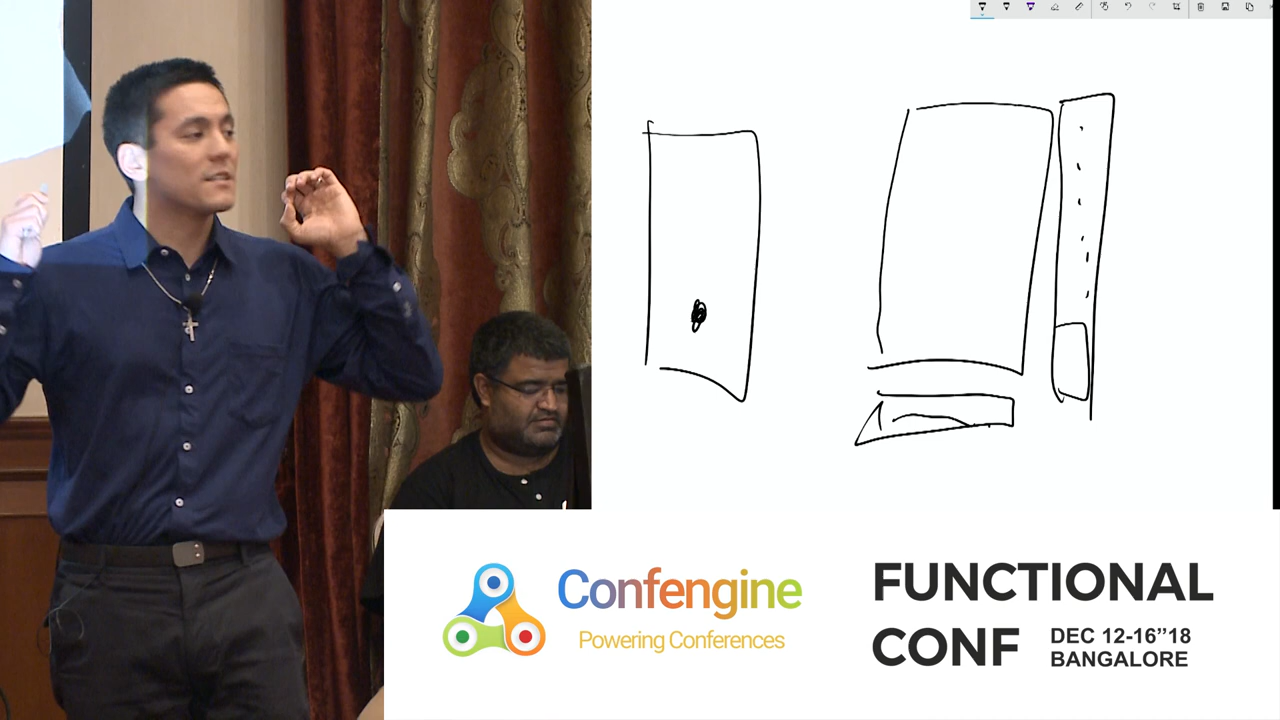 Confengine
Powering Conferences
FUNCTIONAL
CONF
DEC 12-16”18
BANGALORE